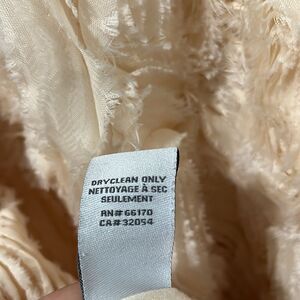 DRYCLEAN ONLY
NETTOYAGE À SEC
SEULEMENT
RN# 66170
CA# 32054